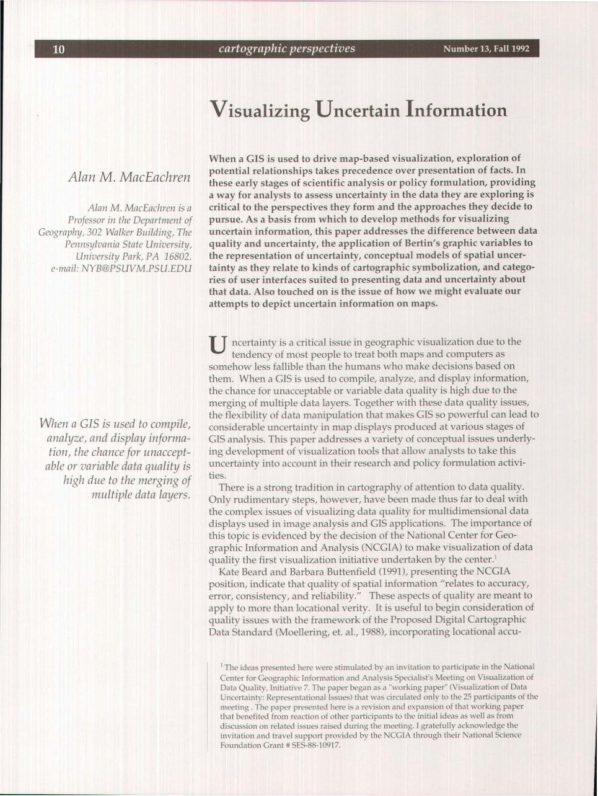 10
cartographic perspectives
Number 13, Fall 1992
Visualizing Uncertain Information
Alan M. MacEachren
Alan M. MacEachren is a
Professor in the Department of
Geography, 302 Walker Building, The
Pennsylvania State University,
University Park, PA 16802.
e-mail: NYB@PSUVM.PSU.EDU
When a GIS is used to drive map-based visualization, exploration of
potential relationships takes precedence over presentation of facts. In
these early stages of scientific analysis or policy formulation, providing
a way for analysts to assess uncertainty in the data they are exploring is
critical to the perspectives they form and the approaches they decide to
pursue. As a basis from which to develop methods for visualizing
uncertain information, this paper addresses the difference between data
quality and uncertainty, the application of Bertin's graphic variables to
the representation of uncertainty, conceptual models of spatial uncer-
tainty as they relate to kinds of cartographic symbolization, and catego-
ries of user interfaces suited to presenting data and uncertainty about
that data. Also touched on is the issue of how we might evaluate our
attempts to depict uncertain information on maps.
Uncertainty is a critical issue in geographic visualization due to the
tendency of most people to treat both maps and computers as
somehow less fallible than the humans who make decisions based on
them. When a GIS is used to compile, analyze, and display information,
the chance for unacceptable or variable data quality is high due to the
merging of multiple data layers. Together with these data quality issues,
the flexibility of data manipulation that makes GIS so powerful can lead to
considerable uncertainty in map displays produced at various stages of
GIS analysis. This paper addresses a variety of conceptual issues underly-
ing development of visualization tools that allow analysts to take this
uncertainty into account in their research and policy formulation activi-
ties.
When a GIS is used to compile,
analyze, and display informa-
tion, the chance for unaccept-
able or variable data quality is
high due to the merging of
multiple data layers.
There is a strong tradition in cartography of attention to data quality.
Only rudimentary steps, however, have been made thus far to deal with
the complex issues of visualizing data quality for multidimensional data
displays used in image analysis and GIS applications. The importance of
this topic is evidenced by the decision of the National Center for Geo-
graphic Information and Analysis (NCGIA) to make visualization of data
quality the first visualization initiative undertaken by the center.¹
Kate Beard and Barbara Buttenfield (1991), presenting the NCGIA
position, indicate that quality of spatial information "relates to accuracy,
error, consistency, and reliability." These aspects of quality are meant to
apply to more than locational verity. It is useful to begin consideration of
quality issues with the framework of the Proposed Digital Cartographic
Data Standard (Moellering, et. al., 1988), incorporating locational accu-
¹ The ideas presented here were stimulated by an invitation to participate in the National
Center for Geographic Information and Analysis Specialist's Meeting on Visualization of
Data Quality, Initiative 7. The paper began as a "working paper" (Visualization of Data
Uncertainty: Representational Issues) that was circulated only to the 25 participants of the
meeting . The paper presented here is a revision and expansion of that working paper
that benefited from reaction of other participants to the initial ideas as well as from
discussion on related issues raised during the meeting. I gratefully acknowledge the
invitation and travel support provided by the NCGIA through their National Science
Foundation Grant # SES-88-10917.